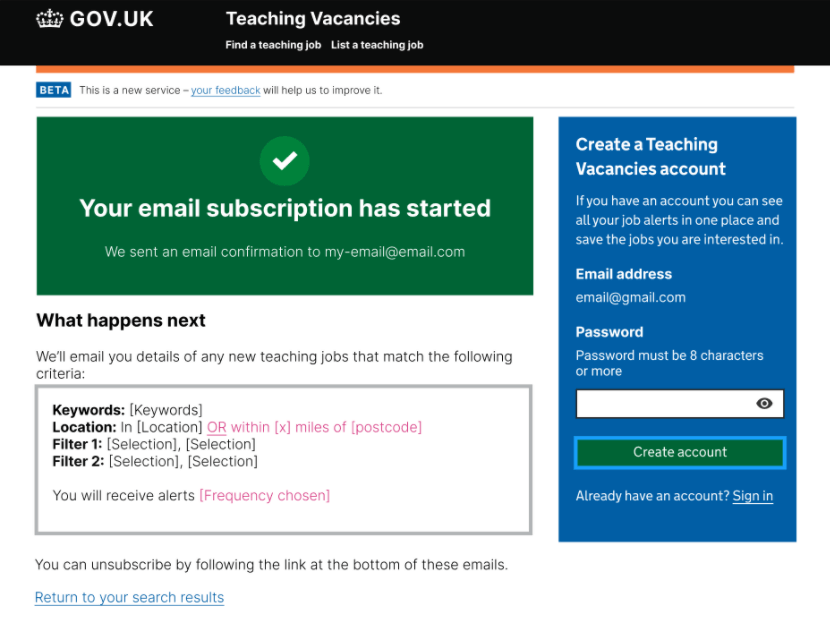 GOV.UK
Teaching Vacancies
Find a teaching job List a teaching job
BETA This is a new service – your feedback will help us to improve it.
Your email subscription has started
We sent an email confirmation to my-email@email.com
What happens next
We'll email you details of any new teaching jobs that match the following
criteria:
Keywords: [Keywords]
Location: In [Location] OR within [x] miles of [postcode]
Filter 1: [Selection], [Selection]
Filter 2: [Selection], [Selection]
You will receive alerts [Frequency chosen]
You can unsubscribe by following the link at the bottom of these emails.
Return to your search results
Create a Teaching
Vacancies account
If you have an account you can see
all your job alerts in one place and
save the jobs you are interested in.
Email address
email@gmail.com
Password
Password must be 8 characters
or more
Create account
Already have an account? Sign in